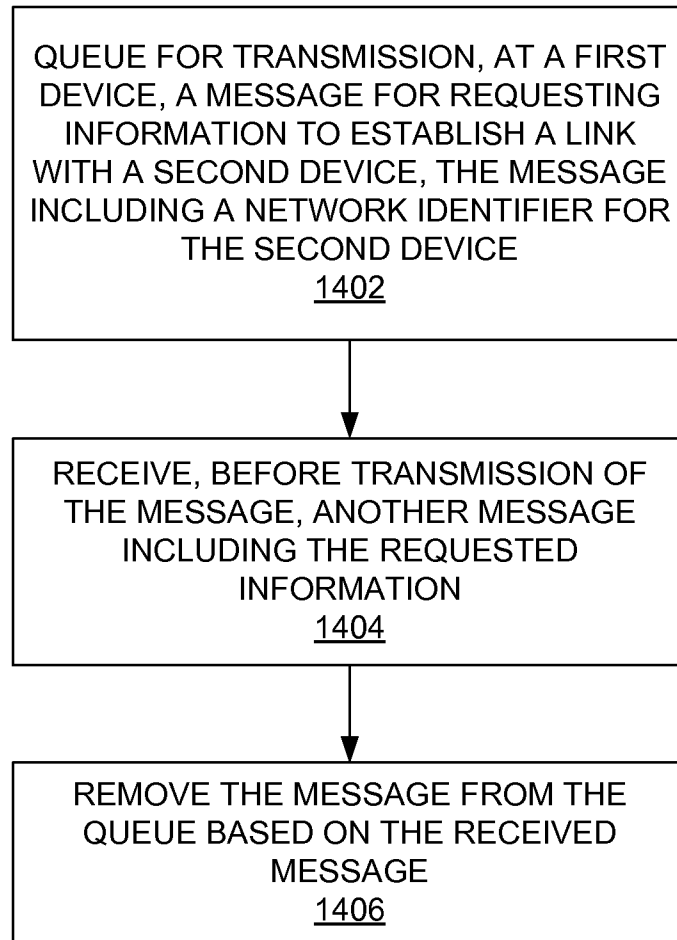 QUEUE FOR TRANSMISSION, AT A FIRST
DEVICE, A MESSAGE FOR REQUESTING
INFORMATION TO ESTABLISH A LINK
WITH A SECOND DEVICE, THE MESSAGE
INCLUDING A NETWORK IDENTIFIER FOR
THE SECOND DEVICE
1402
RECEIVE, BEFORE TRANSMISSION OF
THE MESSAGE, ANOTHER MESSAGE
INCLUDING THE REQUESTED
INFORMATION
1404
REMOVE THE MESSAGE FROM THE
QUEUE BASED ON THE RECEIVED
MESSAGE
1406